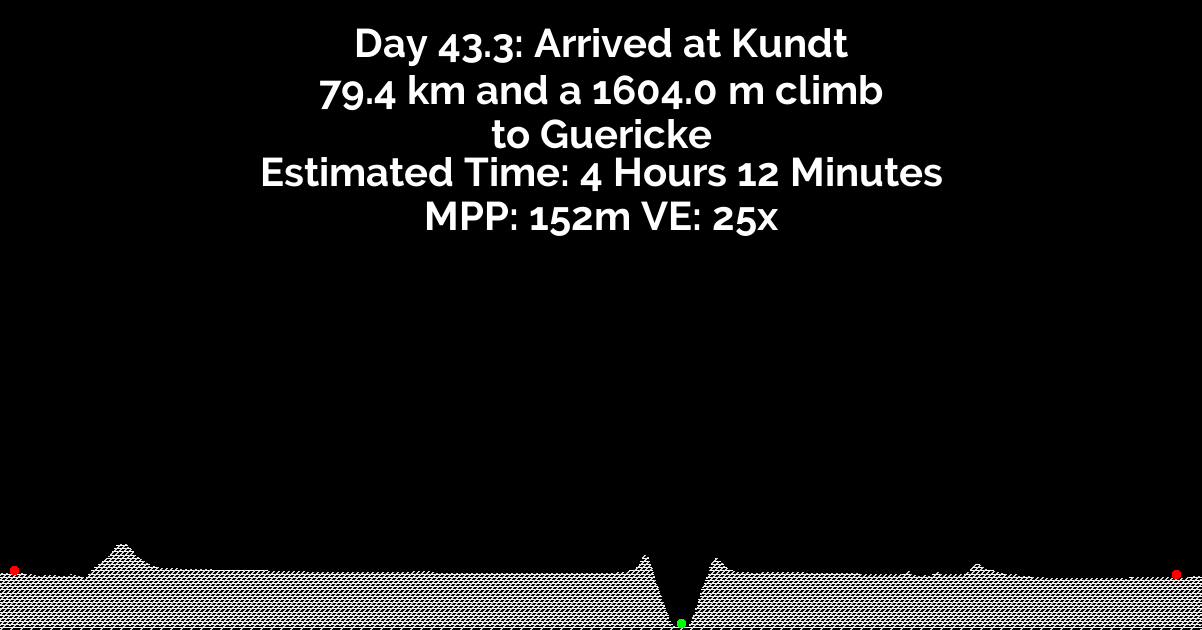 Day 43.3: Arrived at Kundt
79.4 km and a 1604.0 m climb
to Guericke
Estimated Time: 4 Hours 12 Minutes
MPP: 152m VE: 25x